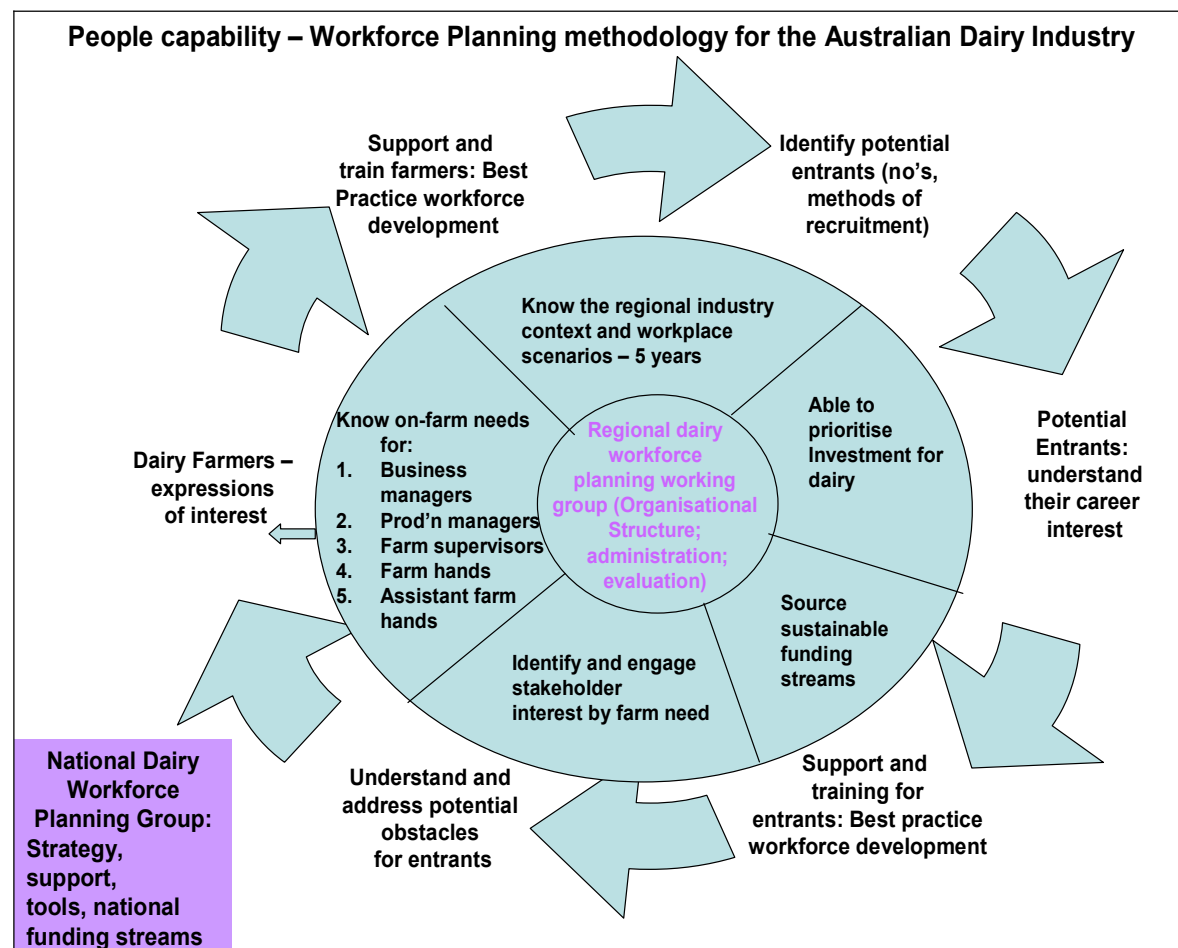 People capability – Workforce Planning methodology for the Australian Dairy Industry
Support and
train farmers: Best
Practice workforce
development
Identify potential
entrants (no's,
methods of
recruitment)
Know the regional industry
context and workplace
scenarios – 5 years
Know on-farm needs
for:
1. Business
managers
2. Prod'n managers
3. Farm supervisors
4. Farm hands
5. Assistant farm
hands
Regional dairy
workforce
planning working
group (Organisational
Structure;
administration;
evaluation)
Able to
prioritise
Investment for
dairy
Potential
Entrants:
understand
their career
interest
Dairy Farmers –
expressions
of interest
Source
sustainable
funding
streams
Identify and engage
stakeholder
interest by farm need
National Dairy
Workforce
Planning Group:
Strategy,
support,
tools, national
funding streams
Understand and
address potential
obstacles
for entrants
Support and
training for
entrants: Best practice
workforce development